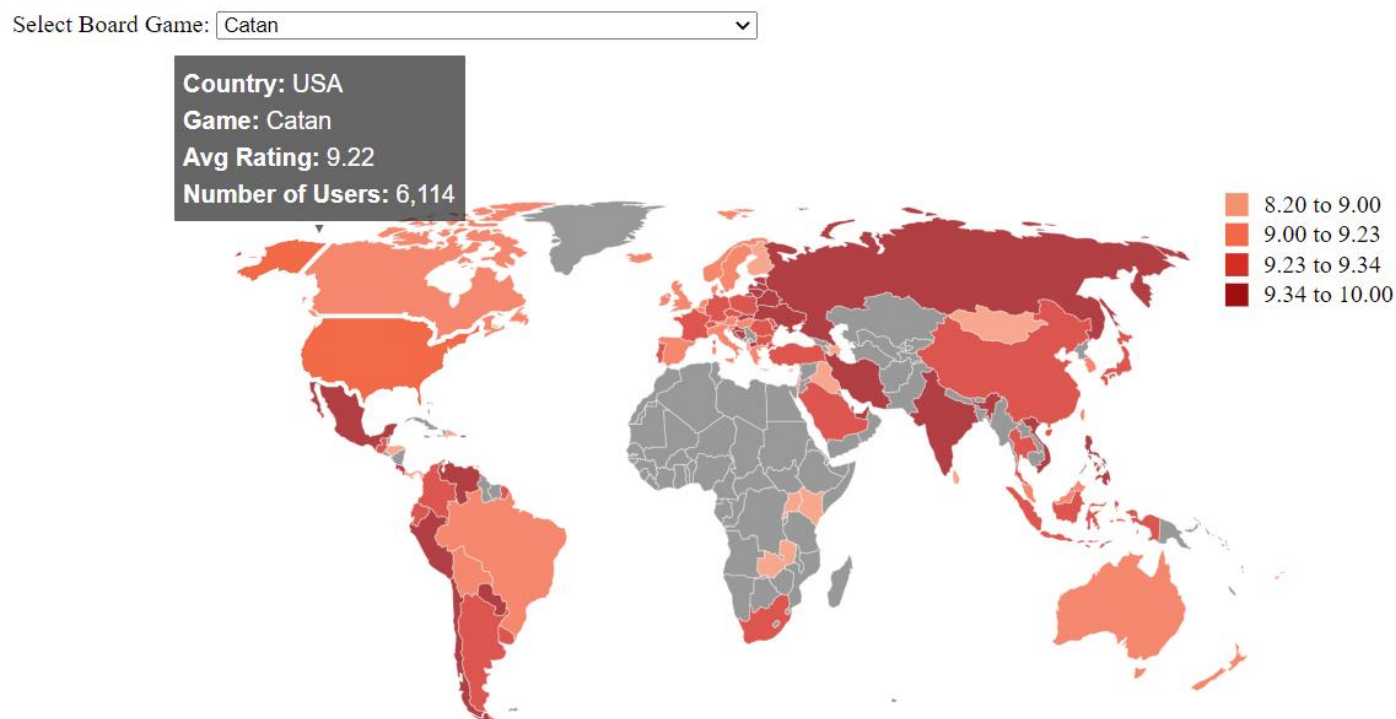 Select Board Game: Catan
Country: USA
Game: Catan
Avg Rating: 9.22
Number of Users: 6,114
8.20 to 9.00
9.00 to 9.23
9.23 to 9.34
9.34 to 10.00